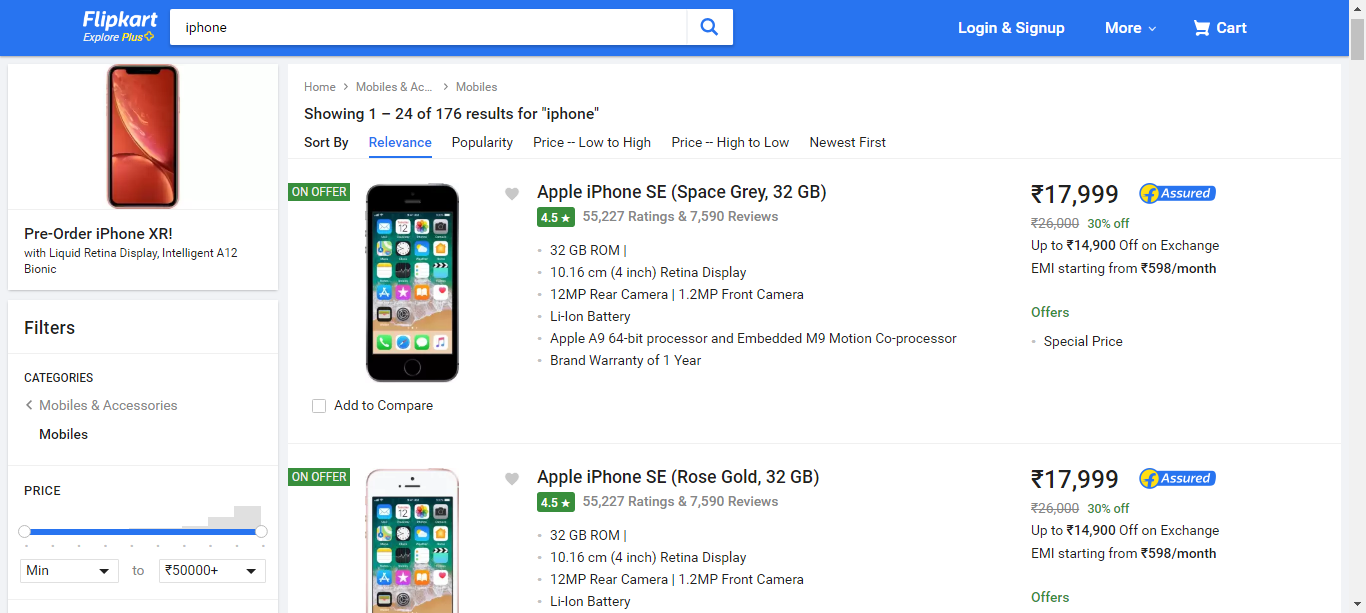 Flipkart
Explore Plus
iphone
Login & Signup
More
Cart
Pre-Order iPhone XR!
with Liquid Retina Display, Intelligent A12
Bionic
Filters
CATEGORIES
Mobiles & Accessories
Mobiles
PRICE
Min
to
₹50000+
Home
Mobiles & Ac...
Mobiles
Showing 1 – 24 of 176 results for "iphone"
Sort By
Relevance
Popularity
Price -- Low to High
Price -- High to Low
Newest First
ON OFFER
Add to Compare
Apple iPhone SE (Space Grey, 32 GB)
4.5 ★ 55,227 Ratings & 7,590 Reviews
32 GB ROM |
10.16 cm (4 inch) Retina Display
12MP Rear Camera | 1.2MP Front Camera
Li-Ion Battery
Apple A9 64-bit processor and Embedded M9 Motion Co-processor
Brand Warranty of 1 Year
₹17,999
Assured
₹26,000 30% off
Up to ₹14,900 Off on Exchange
EMI starting from ₹598/month
Offers
Special Price
ON OFFER
Apple iPhone SE (Rose Gold, 32 GB)
4.5 ★ 55,227 Ratings & 7,590 Reviews
32 GB ROM |
10.16 cm (4 inch) Retina Display
12MP Rear Camera | 1.2MP Front Camera
Li-Ion Battery
₹17,999
Assured
₹26,000 30% off
Up to ₹14,900 Off on Exchange
EMI starting from ₹598/month
Offers